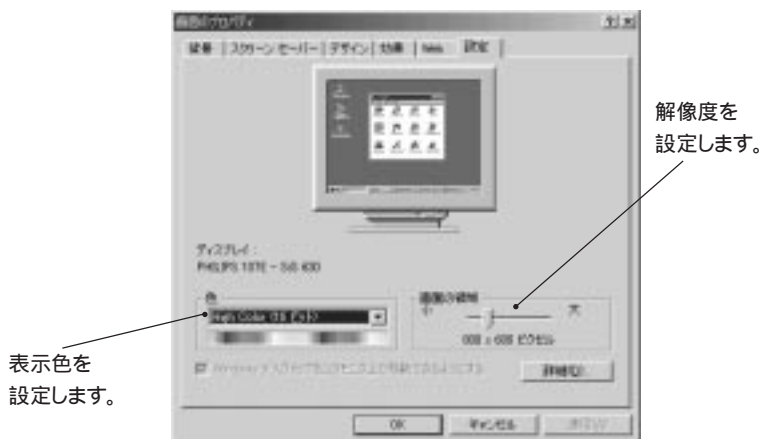 画面のプロパティ
背景 スクリーン セーバー デザイン 効果 Web 設定
解像度を
設定します。
ディスプレイ:
PHILIPS 107E - SiS 630
色
画面の領域
High Color (16 ビット)
小
大
800 x 600 ピクセル
表示色を
設定します。
詳細(D)...
OK キャンセル